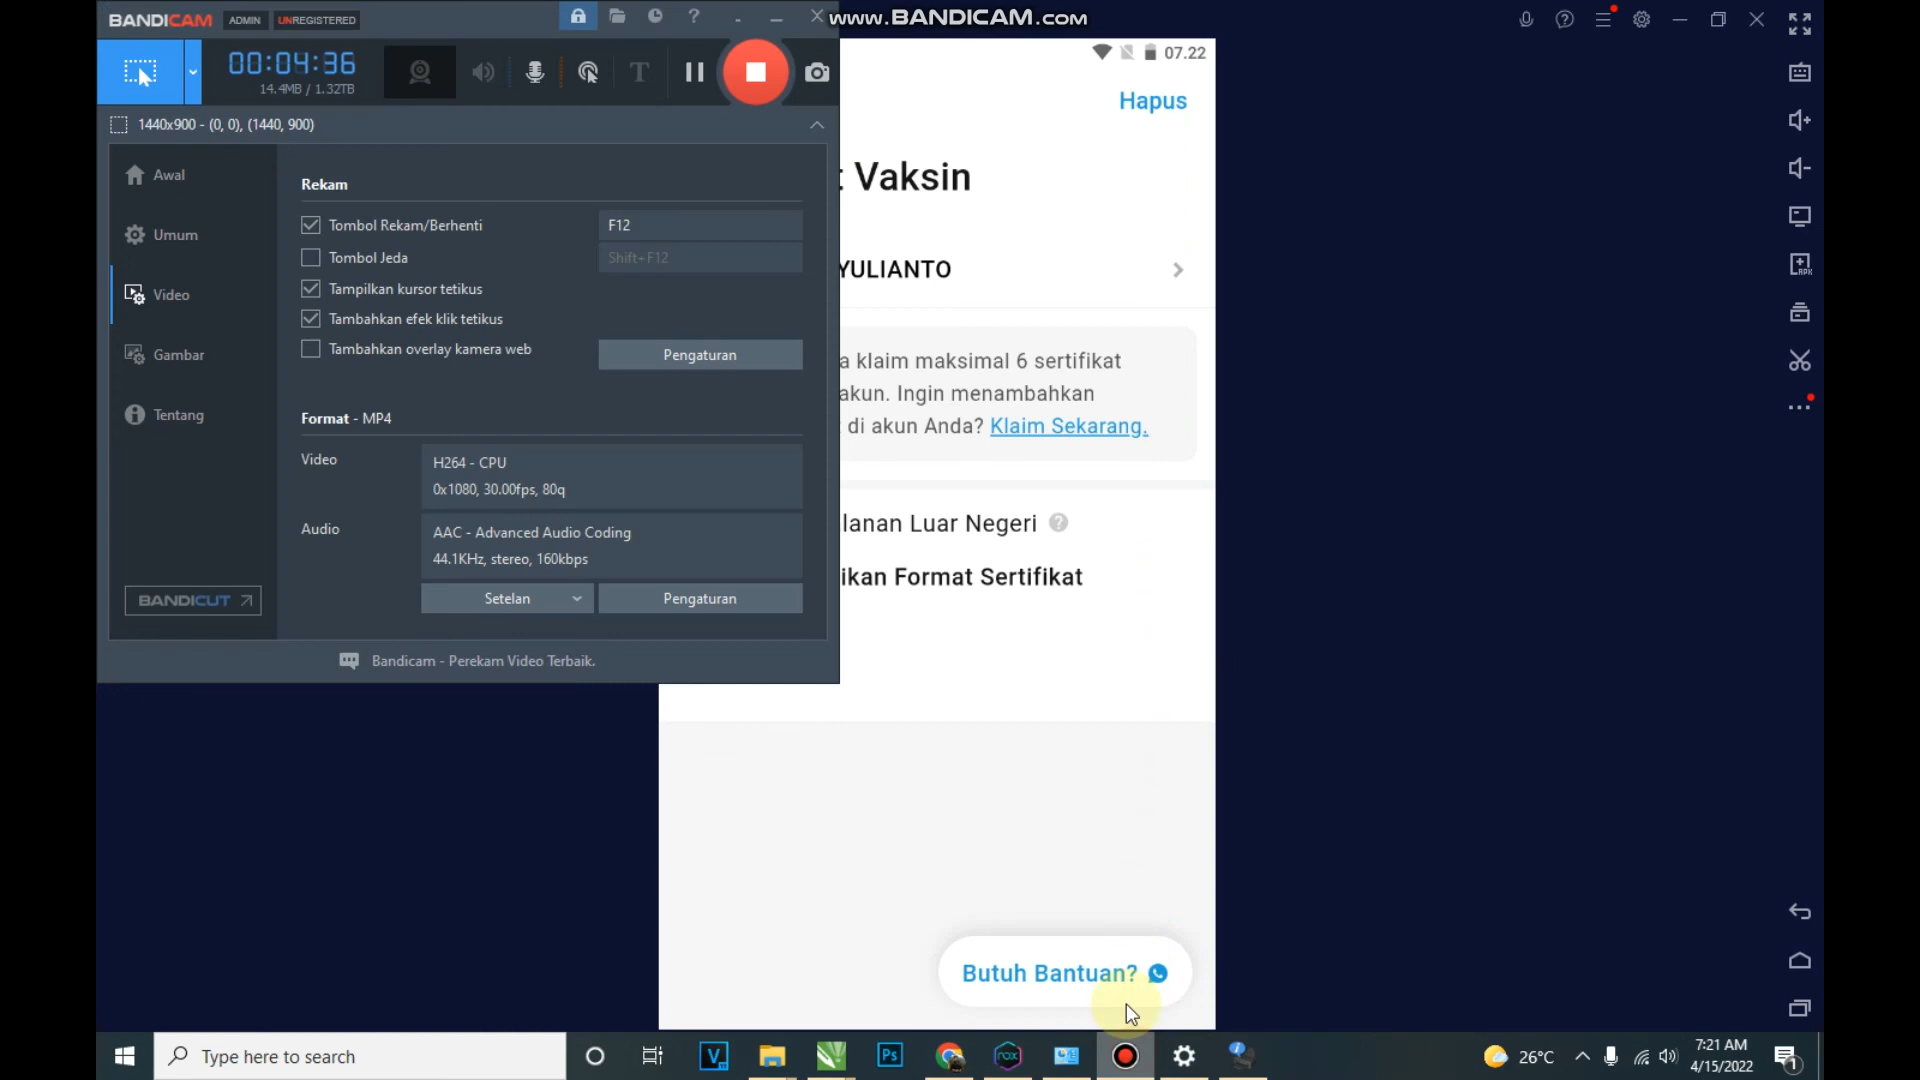 BANDICAM ADMIN UNREGISTERED
www.BANDICAM.com
00:04:36
14.4MB / 1.32TB
1440x900 - (0, 0), (1440, 900)
Awal
Umum
Video
Gambar
Tentang
BANDICUT
Rekam
Tombol Rekam/Berhenti F12
Tombol Jeda Shift+F12
Tampilkan kursor tetikus
Tambahkan efek klik tetikus
Tambahkan overlay kamera web Pengaturan
Format - MP4
Video H264 - CPU
0x1080, 30.00fps, 80q
Audio AAC - Advanced Audio Coding
44.1KHz, stereo, 160kbps
Setelan Pengaturan
Bandicam - Perekam Video Terbaik.
07.22
Hapus
Vaksin
YULIANTO
a klaim maksimal 6 sertifikat
akun. Ingin menambahkan
di akun Anda? Klaim Sekarang.
lanan Luar Negeri
ikan Format Sertifikat
Butuh Bantuan?
Type here to search
26°C
7:21 AM
4/15/2022
1